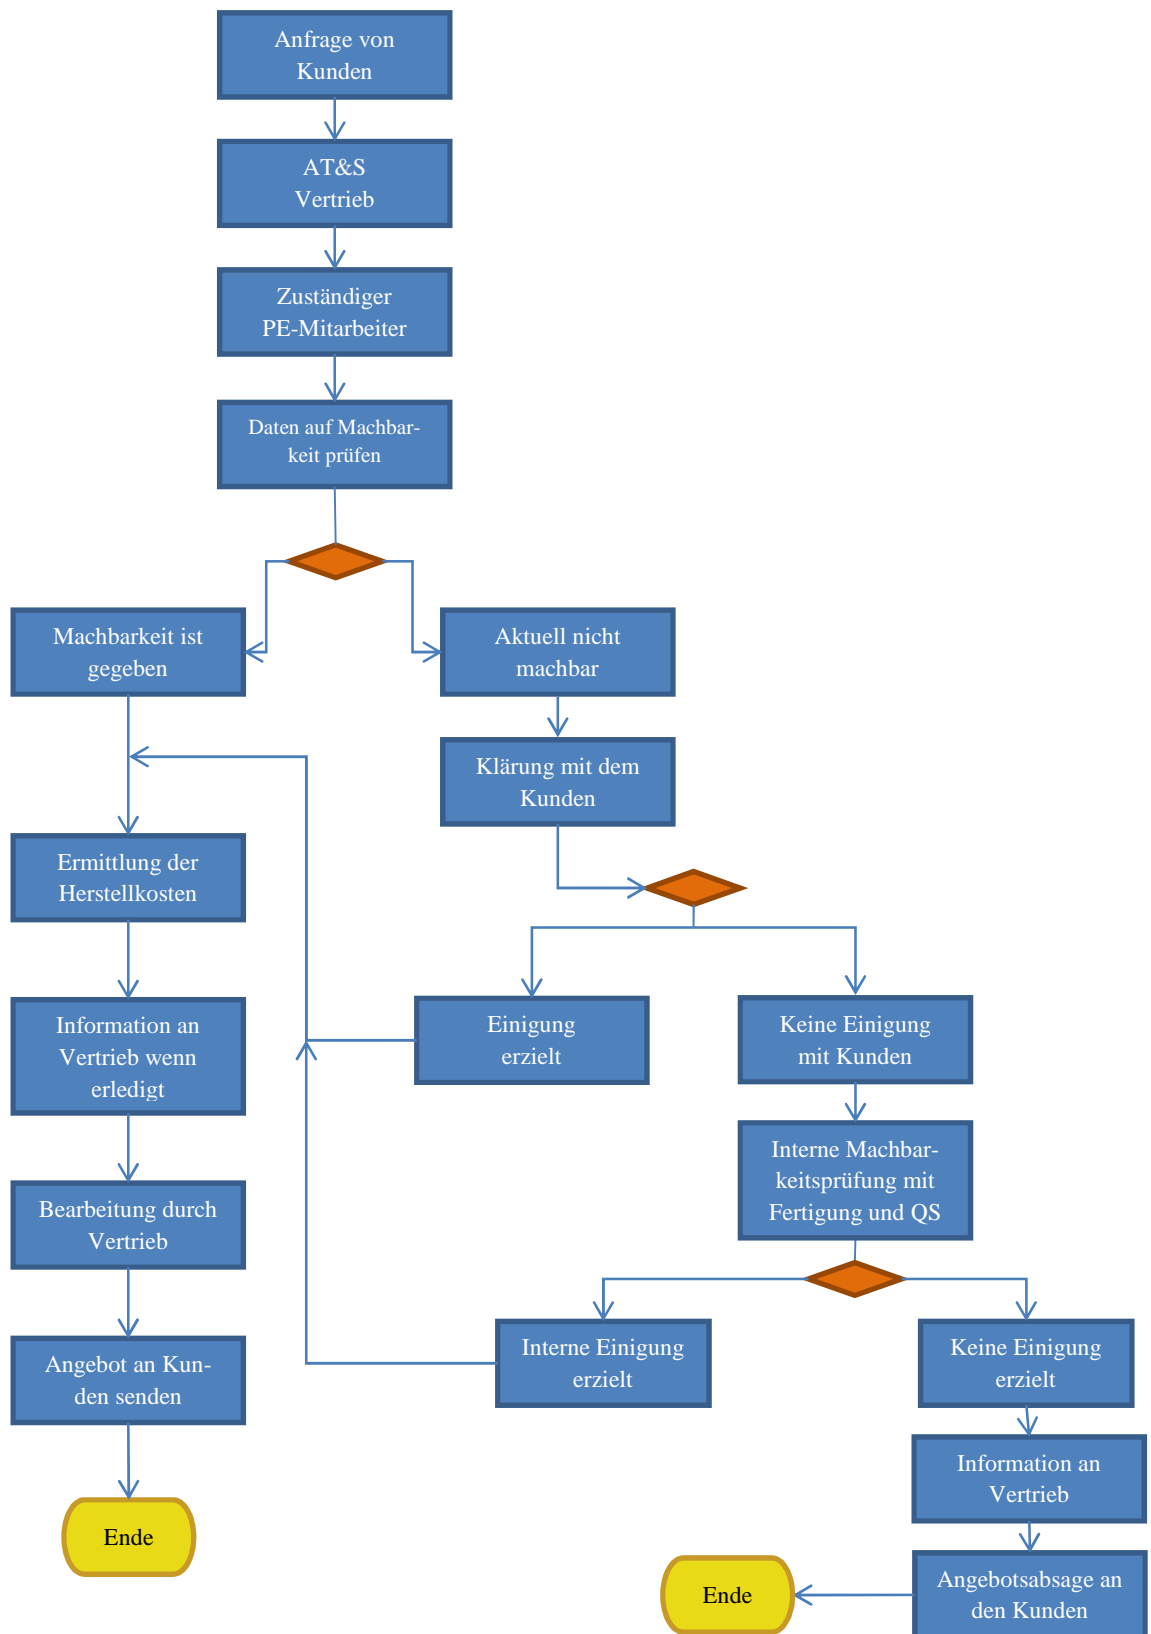 Anfrage von
Kunden
AT&S
Vertrieb
Zuständiger
PE-Mitarbeiter
Daten auf Machbar-
keit prüfen
Machbarkeit ist
gegeben
Aktuell nicht
machbar
Klärung mit dem
Kunden
Ermittlung der
Herstellkosten
Information an
Vertrieb wenn
erledigt
Einigung
erzielt
Keine Einigung
mit Kunden
Interne Machbar-
keitsprüfung mit
Fertigung und QS
Bearbeitung durch
Vertrieb
Angebot an Kun-
den senden
Interne Einigung
erzielt
Keine Einigung
erzielt
Information an
Vertrieb
Ende
Angebotsabsage an
den Kunden
Ende